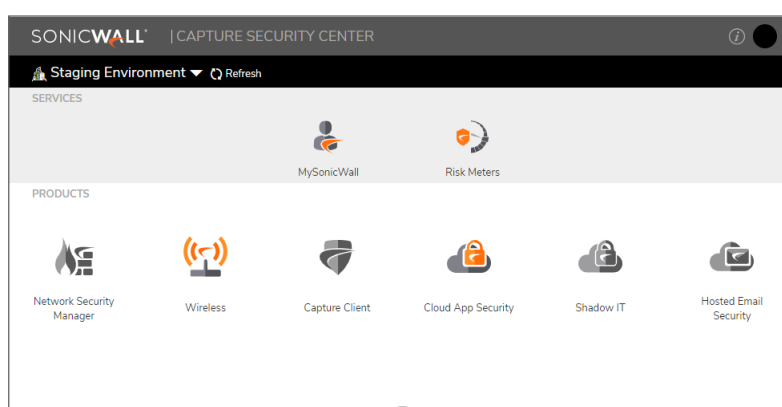 SONICWALL | CAPTURE SECURITY CENTER
Staging Environment Refresh
SERVICES
MySonicWall Risk Meters
PRODUCTS
Network Security Manager Wireless Capture Client Cloud App Security Shadow IT Hosted Email Security